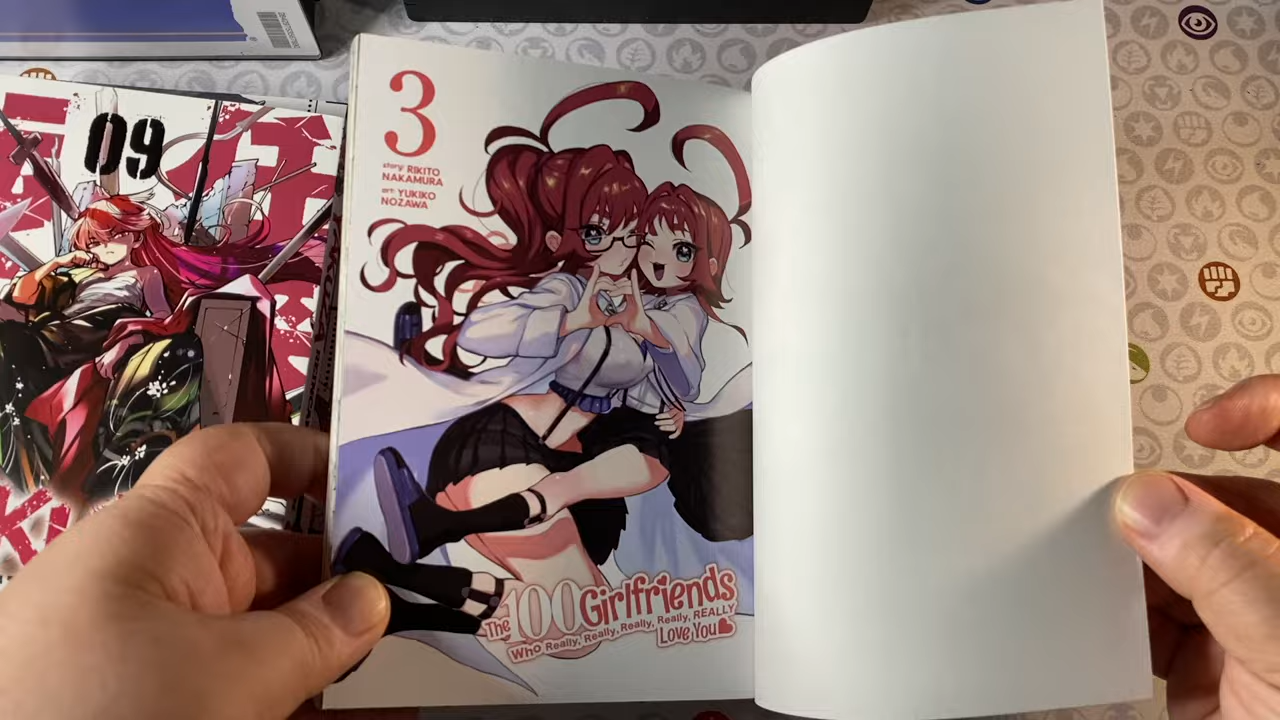 09
3
story: RIKITO
NAKAMURA
art: YUKIKO
NOZAWA
The 100 Girlfriends
Who Really, Really, Really, Really, REALLY
Love You